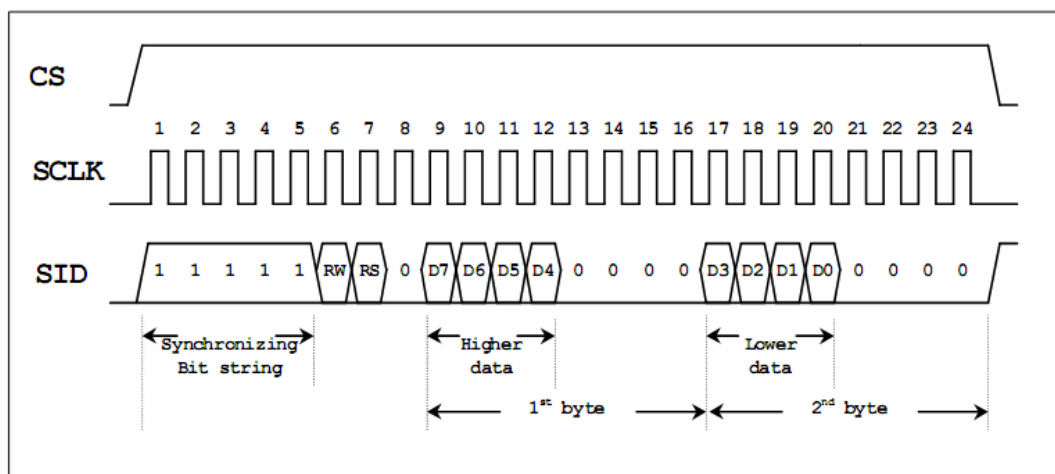 CS
1 2 3 4 5 6 7 8 9 10 11 12 13 14 15 16 17 18 19 20 21 22 23 24
SCLK
SID 1 1 1 1 1 RW RS 0 D7 D6 D5 D4 0 0 0 0 D3 D2 D1 D0 0 0 0 0
Synchronizing Higher Lower
Bit string data data
1st byte 2nd byte